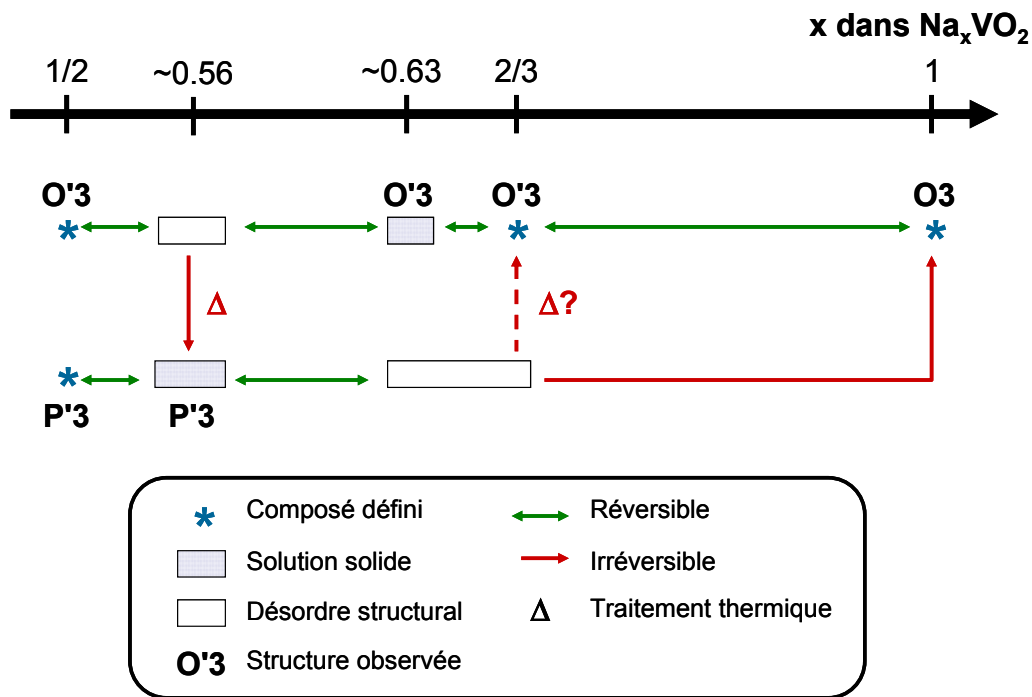 x dans NaₓVO₂
1/2 ~0.56 ~0.63 2/3 1
O'3 O'3 O'3 O3
* * *
Δ Δ?
*
P'3 P'3
* Composé défini Réversible
Solution solide Irréversible
Désordre structural Δ Traitement thermique
O'3 Structure observée